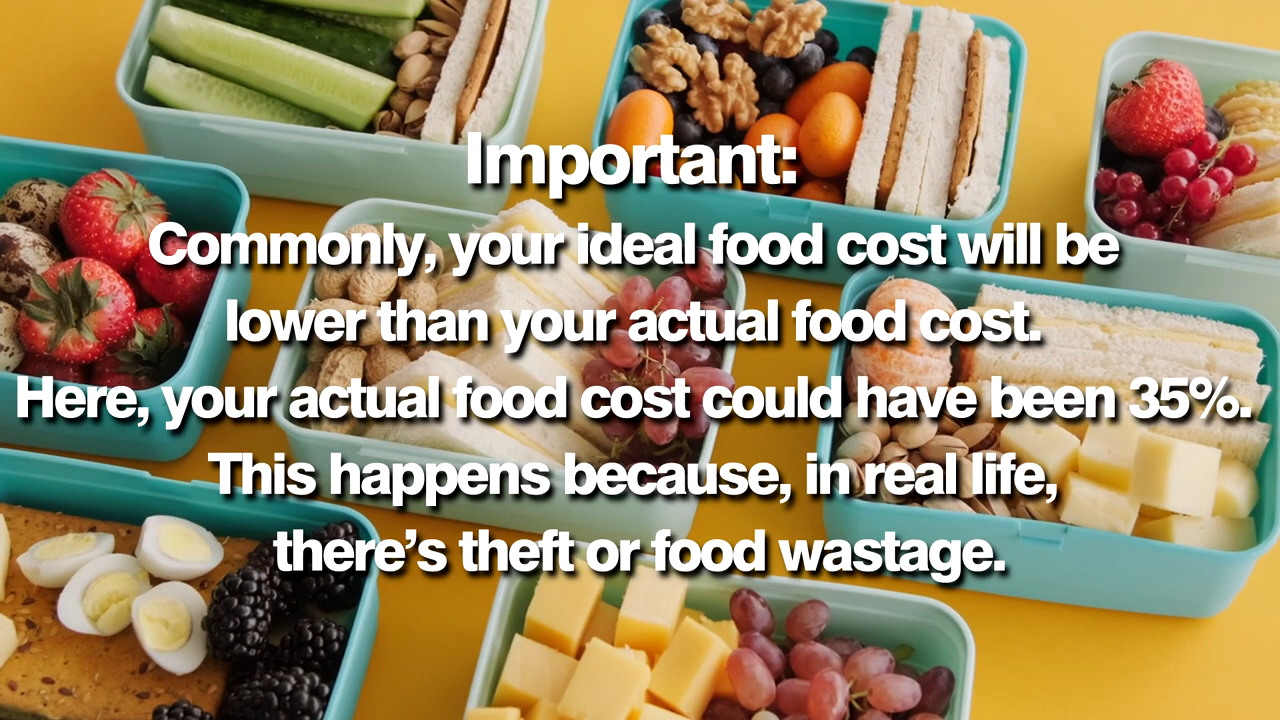 Important:
Commonly, your ideal food cost will be
lower than your actual food cost.
Here, your actual food cost could have been 35%.
This happens because, in real life,
there’s theft or food wastage.